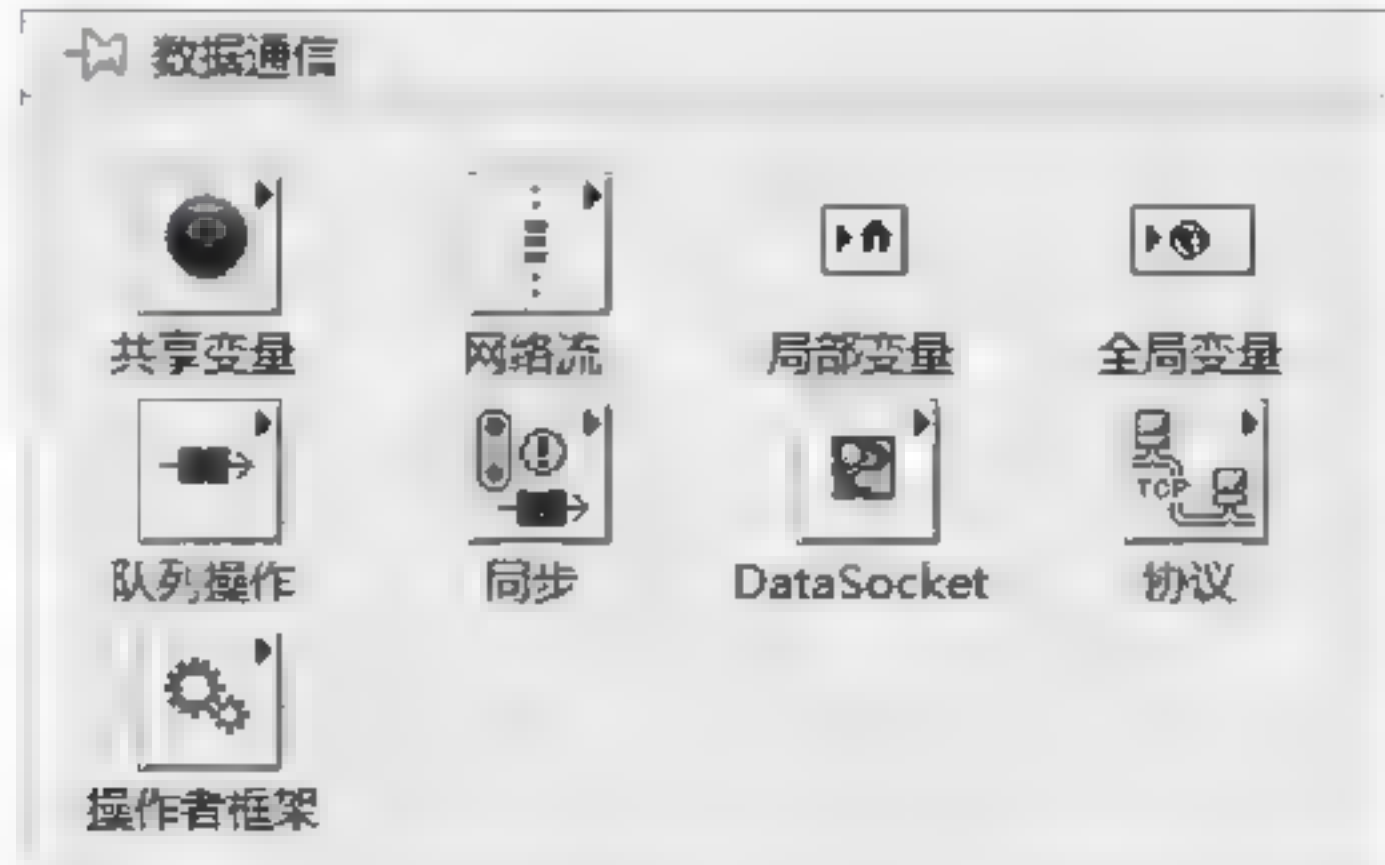 数据通信
共享变量 网络流 局部变量 全局变量
TCP
队列操作 同步 DataSocket 协议
操作者框架